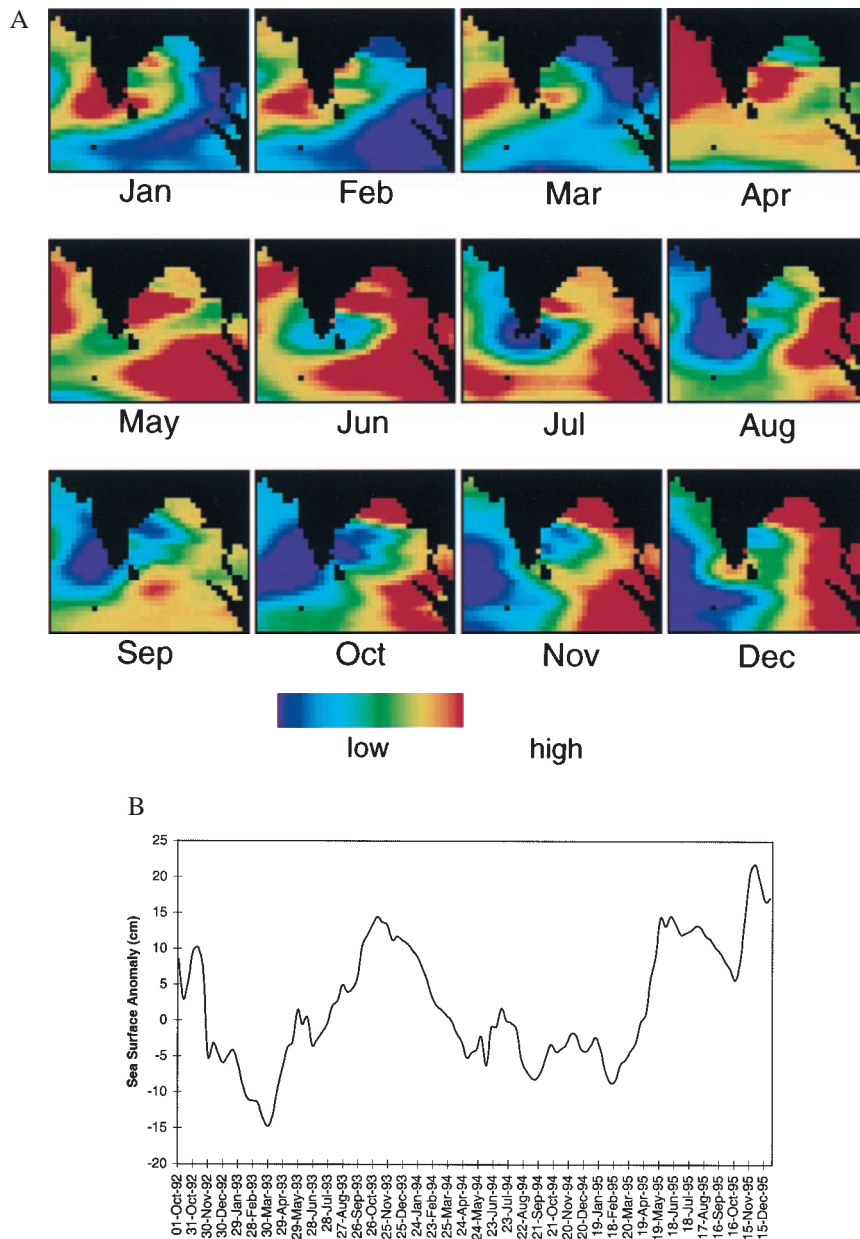 A
Jan Feb Mar Apr
May Jun Jul Aug
Sep Oct Nov Dec
low high
B
Sea Surface Anomaly (cm)
25
20
15
10
5
0
-5
-10
-15
-20
01-Oct-92
31-Oct-92
30-Nov-92
30-Dec-92
29-Jan-93
28-Feb-93
30-Mar-93
29-Apr-93
29-May-93
28-Jun-93
28-Jul-93
27-Aug-93
26-Sep-93
26-Oct-93
25-Nov-93
25-Dec-93
24-Jan-94
23-Feb-94
25-Mar-94
24-Apr-94
24-May-94
23-Jun-94
23-Jul-94
22-Aug-94
21-Sep-94
21-Oct-94
20-Nov-94
20-Dec-94
19-Jan-95
18-Feb-95
20-Mar-95
19-Apr-95
19-May-95
18-Jun-95
18-Jul-95
17-Aug-95
16-Sep-95
16-Oct-95
15-Nov-95
15-Dec-95